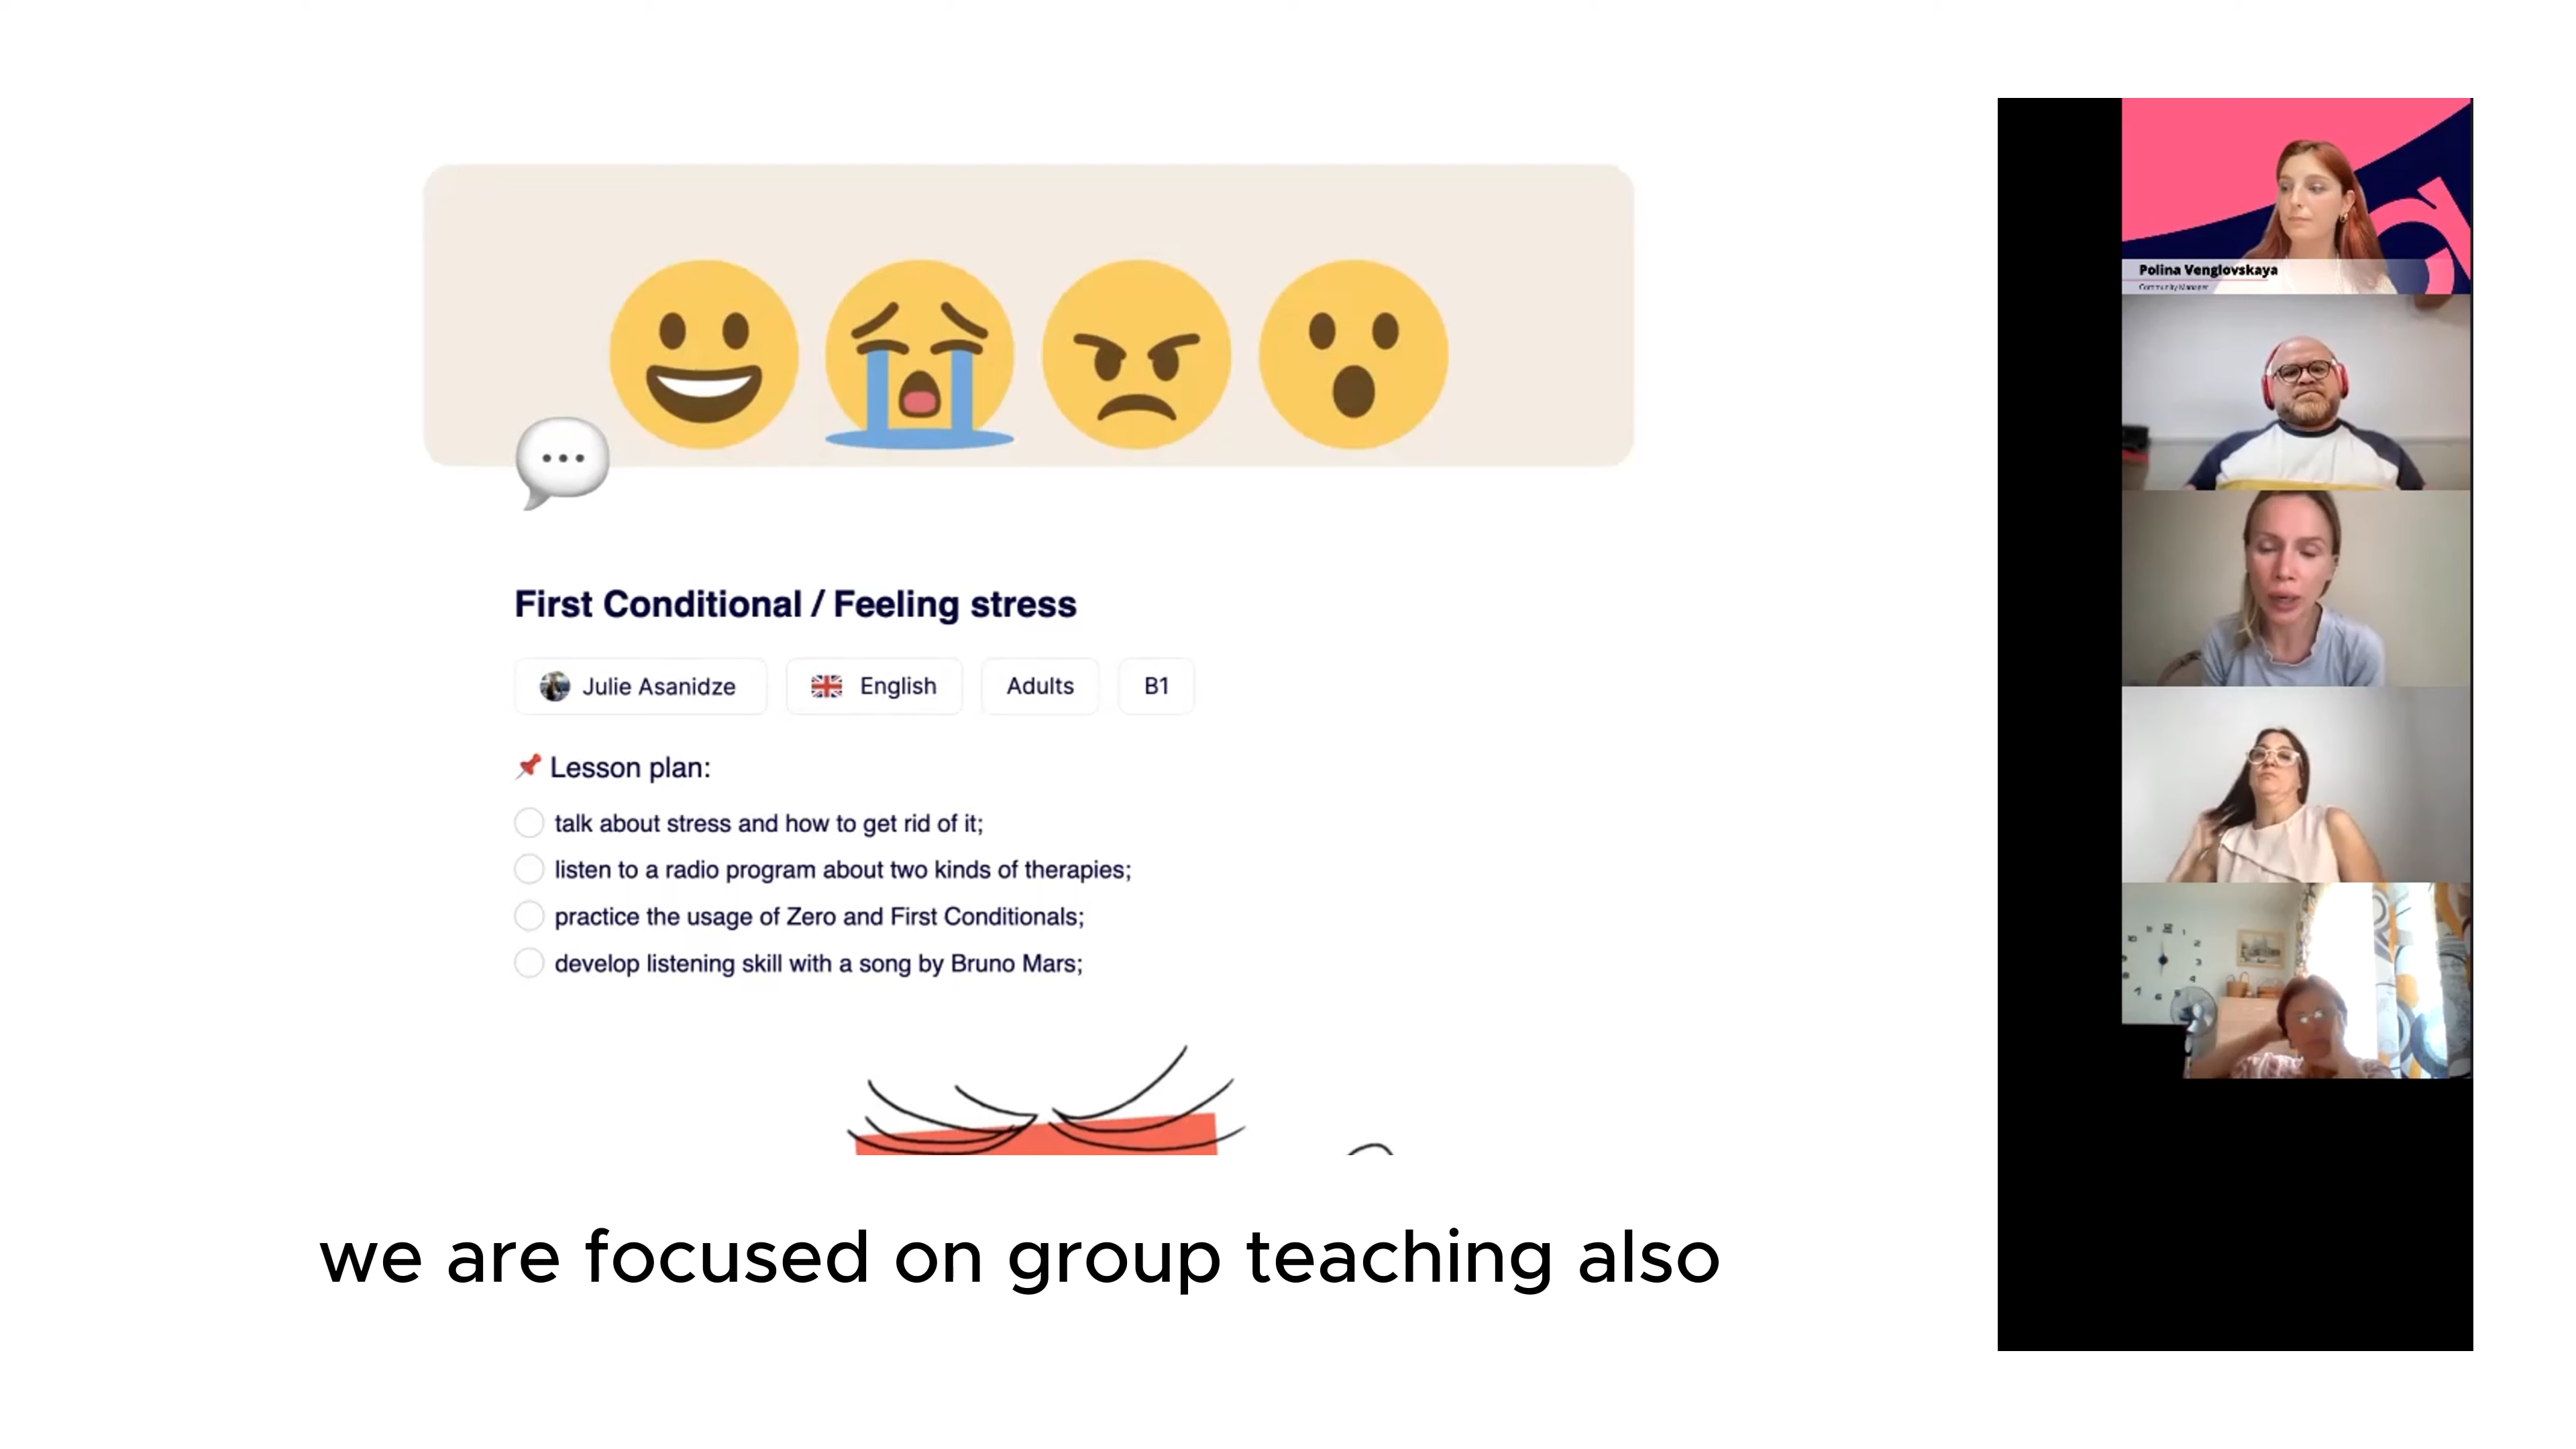 First Conditional / Feeling stress
Julie Asanidze
English
Adults
B1
Lesson plan:
talk about stress and how to get rid of it;
listen to a radio program about two kinds of therapies;
practice the usage of Zero and First Conditionals;
develop listening skill with a song by Bruno Mars;
we are focused on group teaching also
Polina Venglovskaya
Community Manager